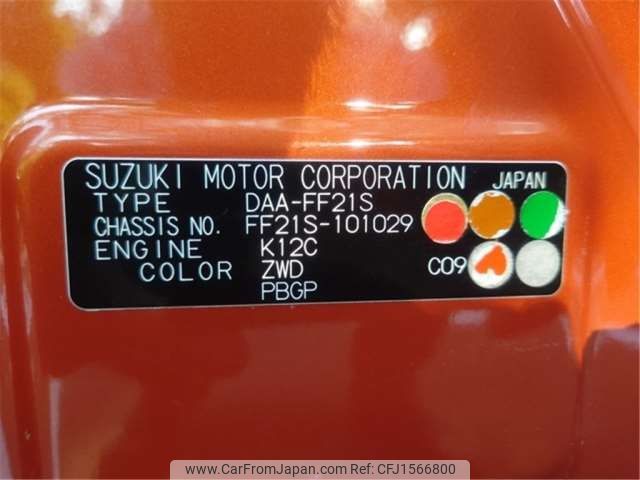 SUZUKI MOTOR CORPORATION JAPAN
TYPE DAA-FF21S
CHASSIS NO. FF21S-101029
ENGINE K12C
COLOR ZWD C09
PBGP
www.CarFromJapan.com CFJ1566800